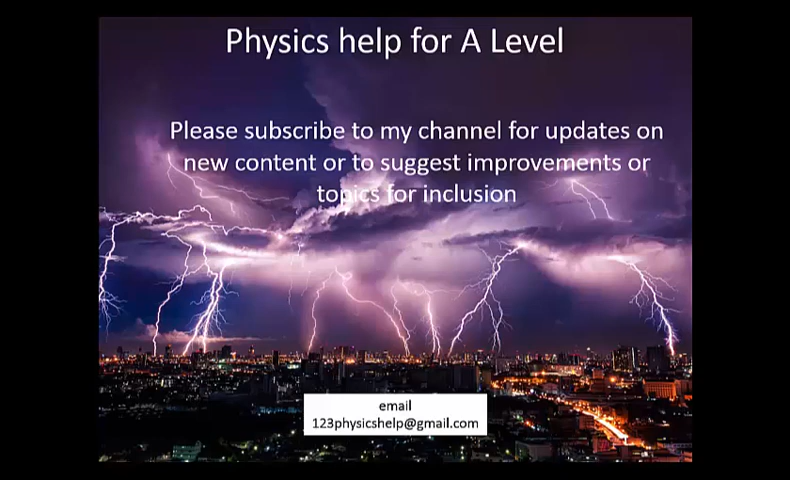 Physics help for A Level
Please subscribe to my channel for updates on
new content or to suggest improvements or
topics for inclusion
email
123physicshelp@gmail.com